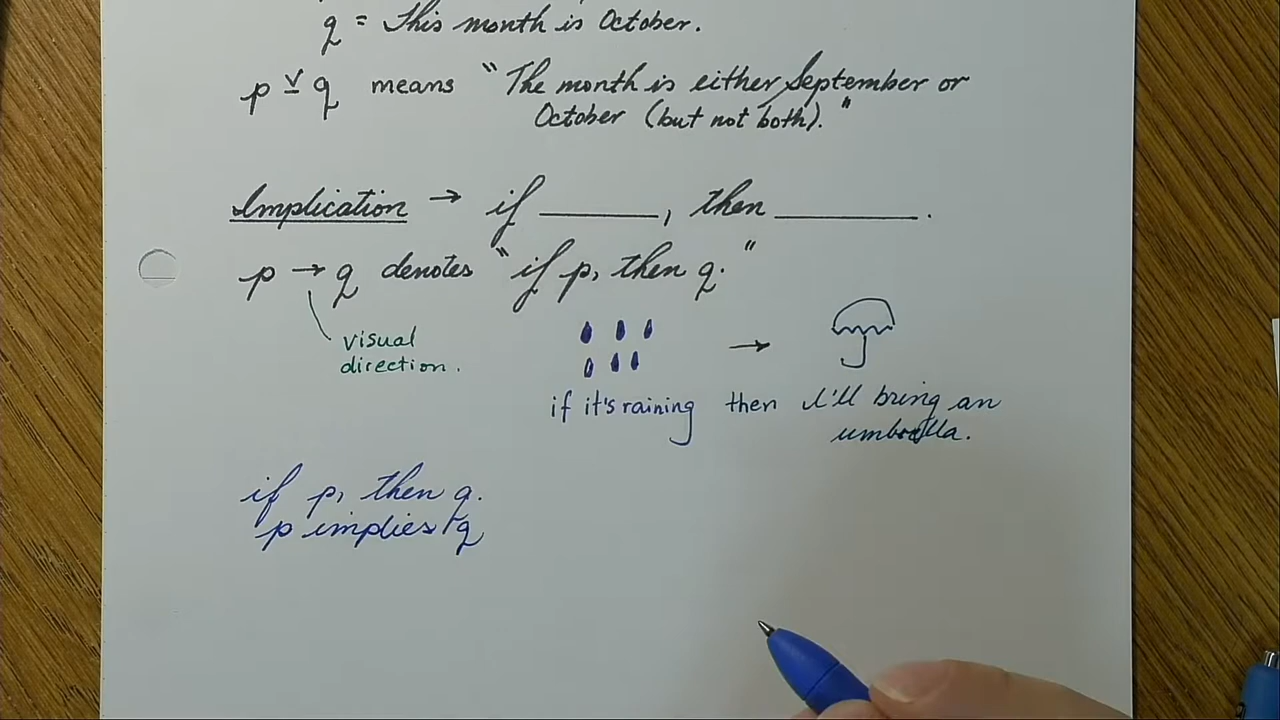 q = This month is October.
p ⊻ q means "The month is either September or
October (but not both)."
Implication → if ______, then ______.
p → q denotes "if p, then q."
visual
direction.
→
if it's raining then I'll bring an
umbrella.
if p, then q.
p implies q